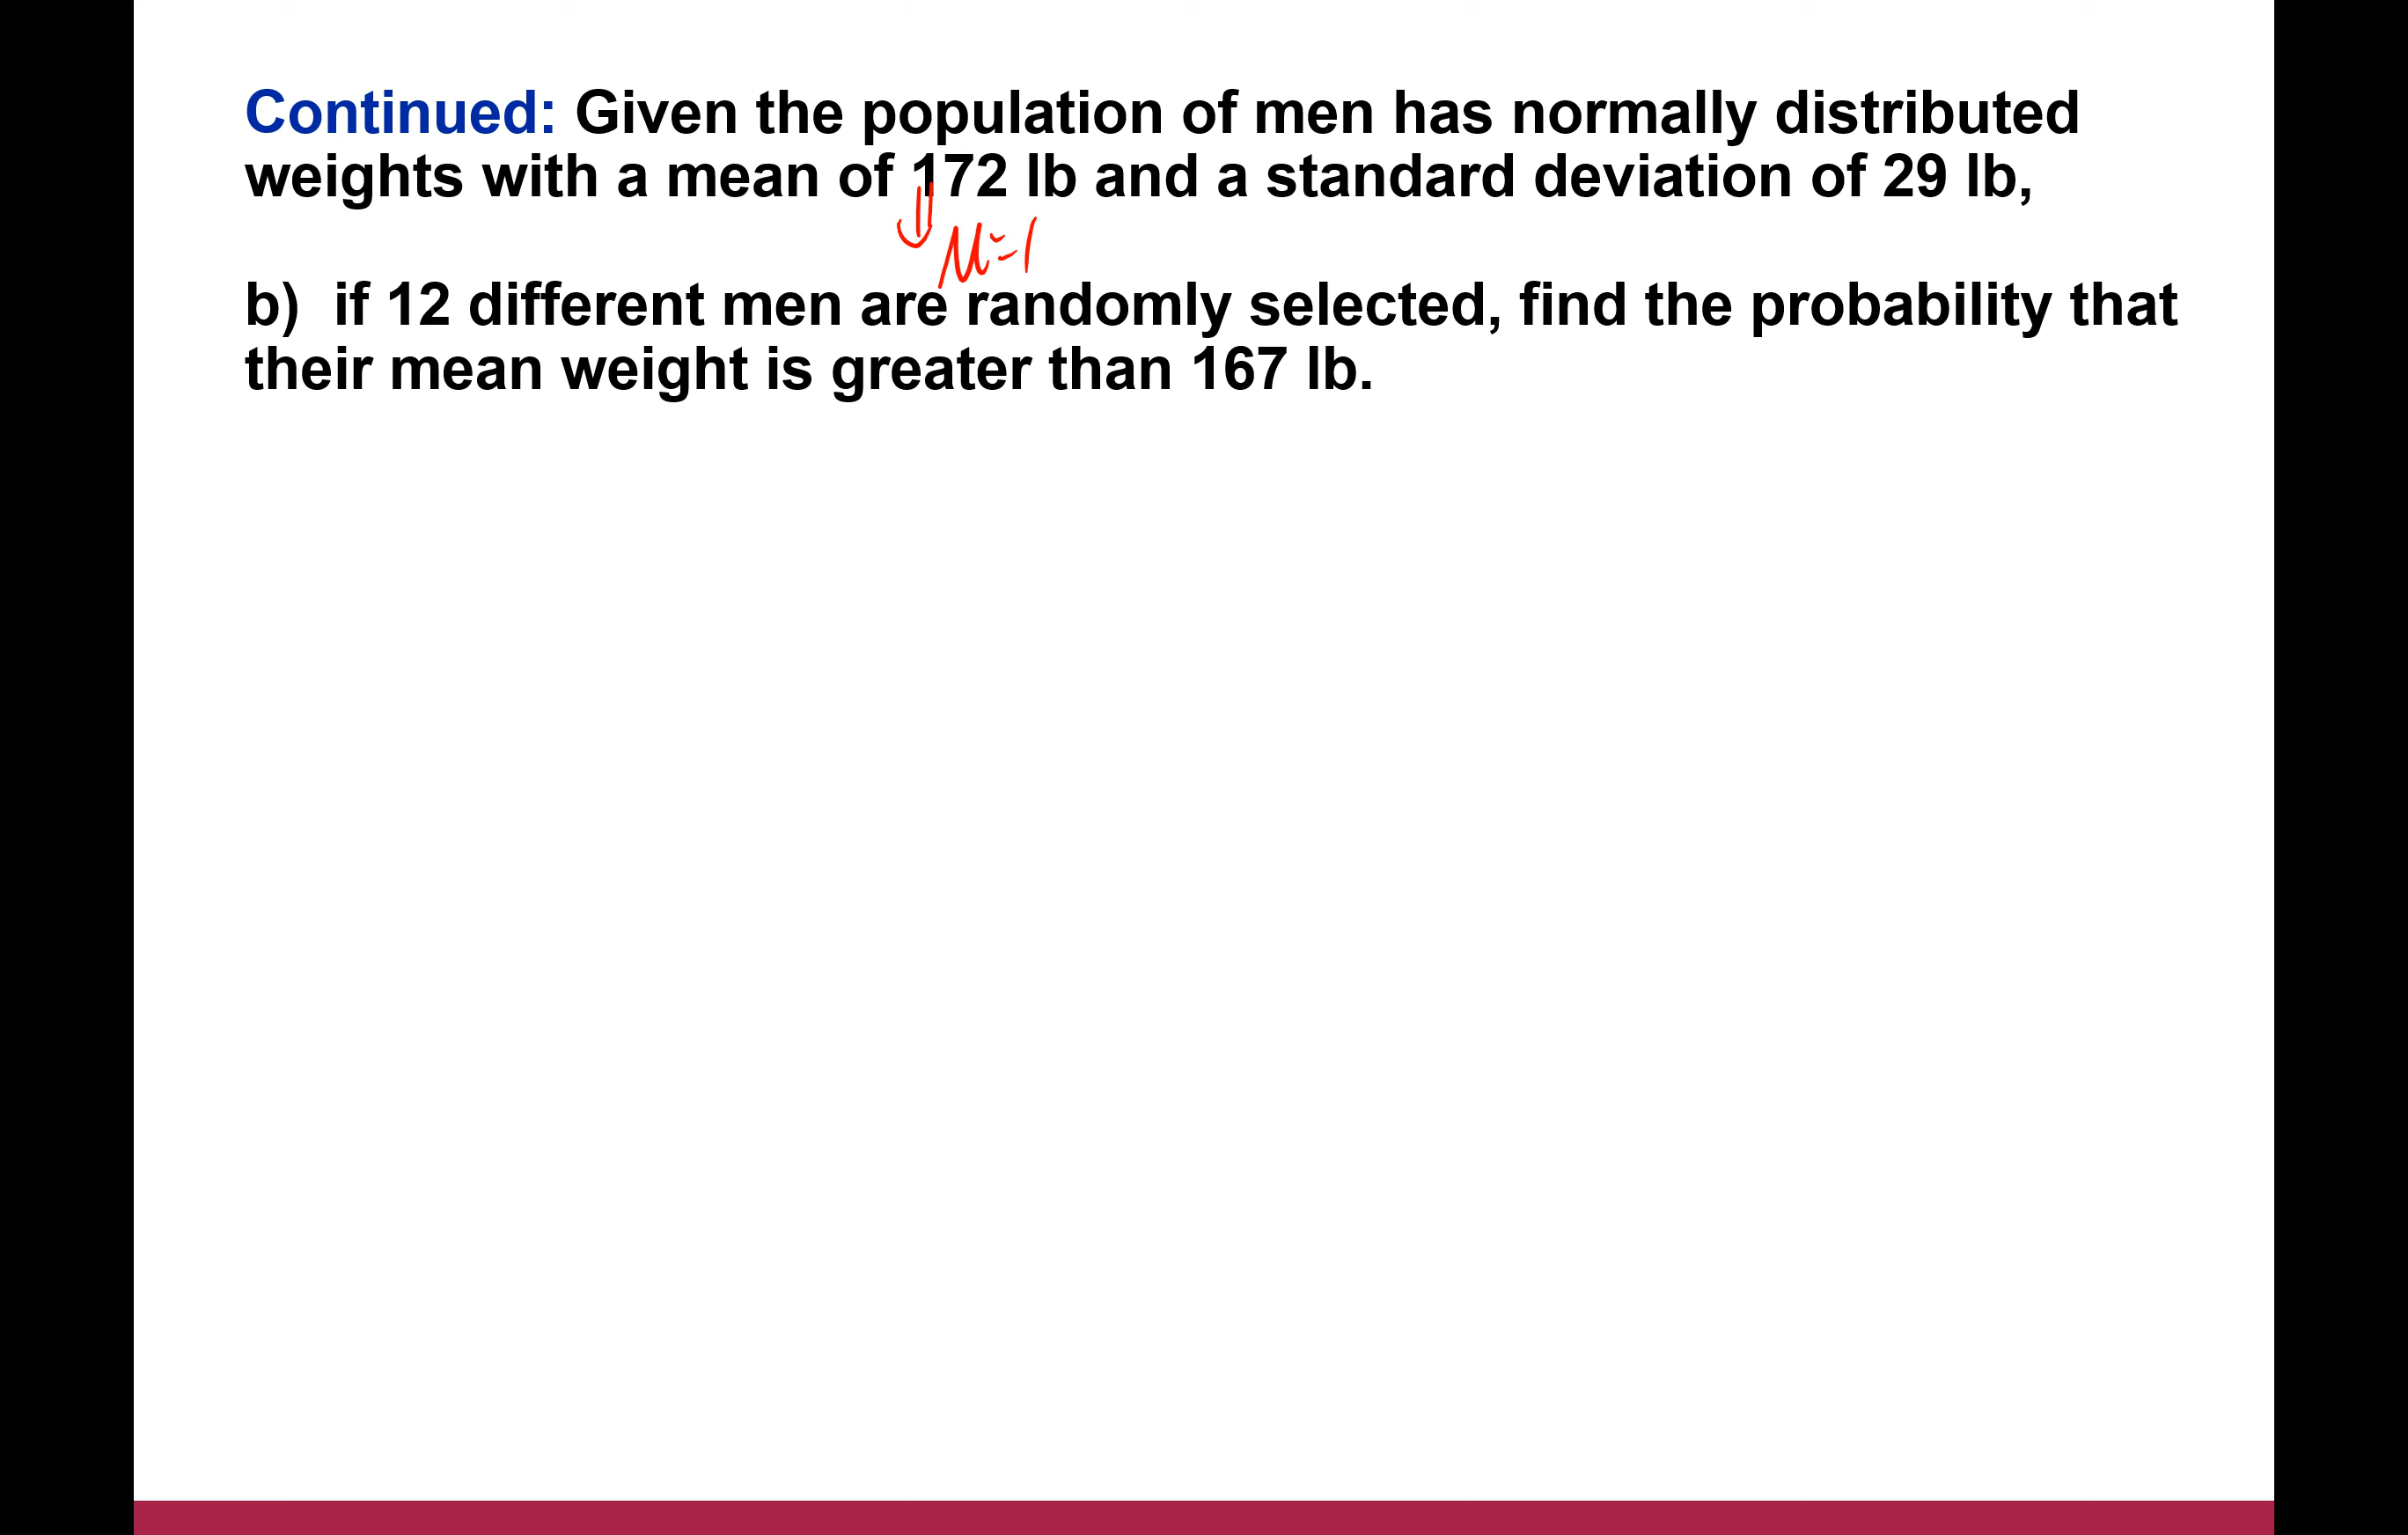 Continued: Given the population of men has normally distributed
weights with a mean of 172 lb and a standard deviation of 29 lb,
μ=1
b) if 12 different men are randomly selected, find the probability that
their mean weight is greater than 167 lb.